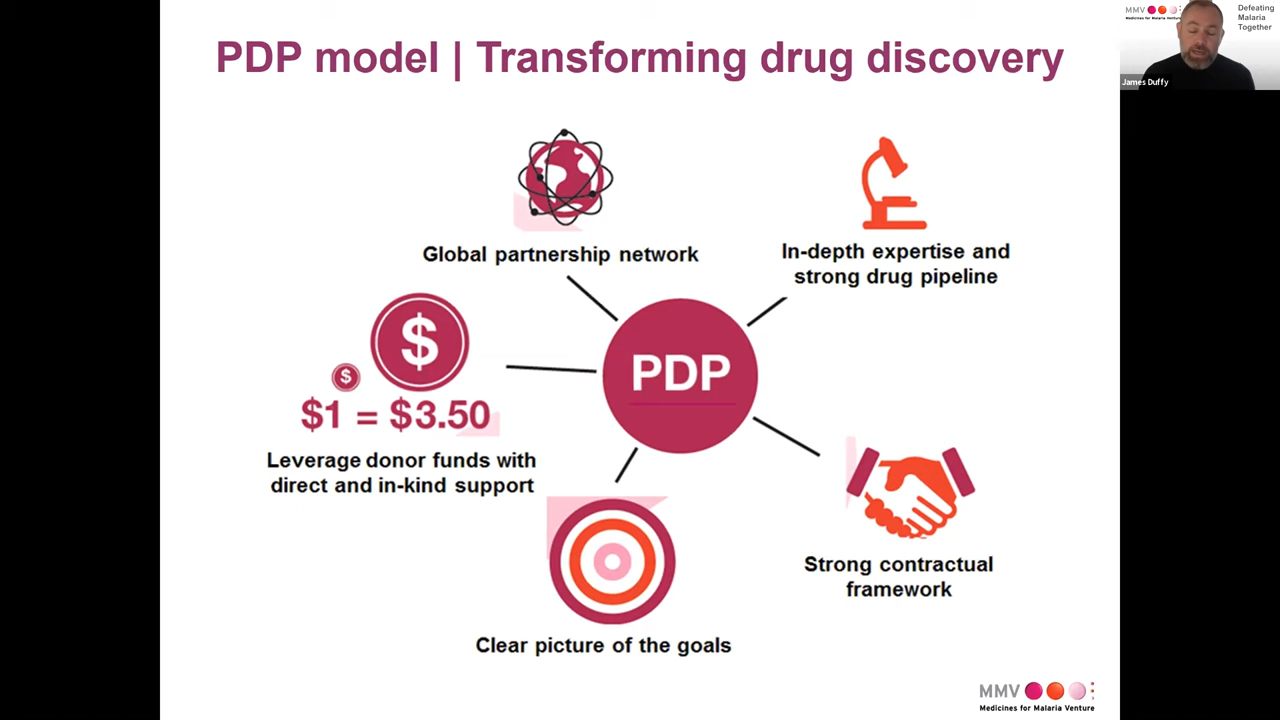 PDP model | Transforming drug discovery
MMV
Medicines for Malaria Venture
Defeating
Malaria
Together
James Duffy
Global partnership network
In-depth expertise and
strong drug pipeline
$
$
$1 = $3.50
Leverage donor funds with
direct and in-kind support
PDP
Strong contractual
framework
Clear picture of the goals
MMV
Medicines for Malaria Venture